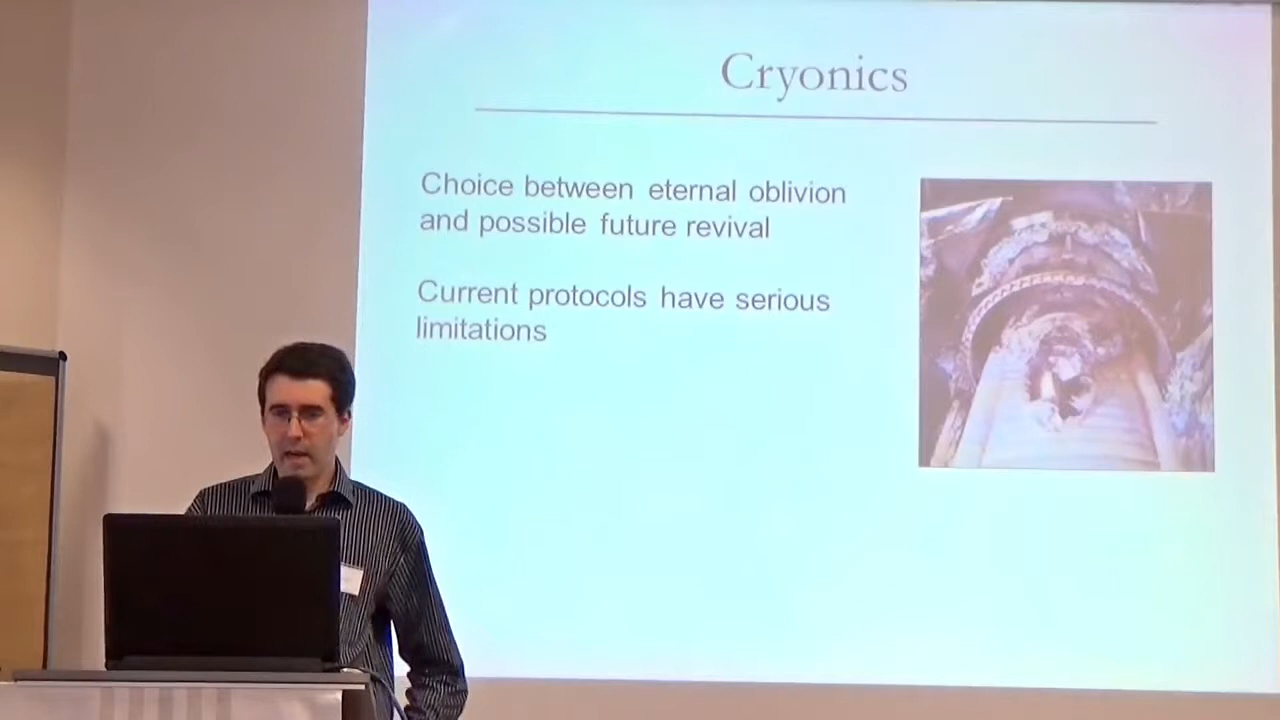 Cryonics
Choice between eternal oblivion
and possible future revival
Current protocols have serious
limitations